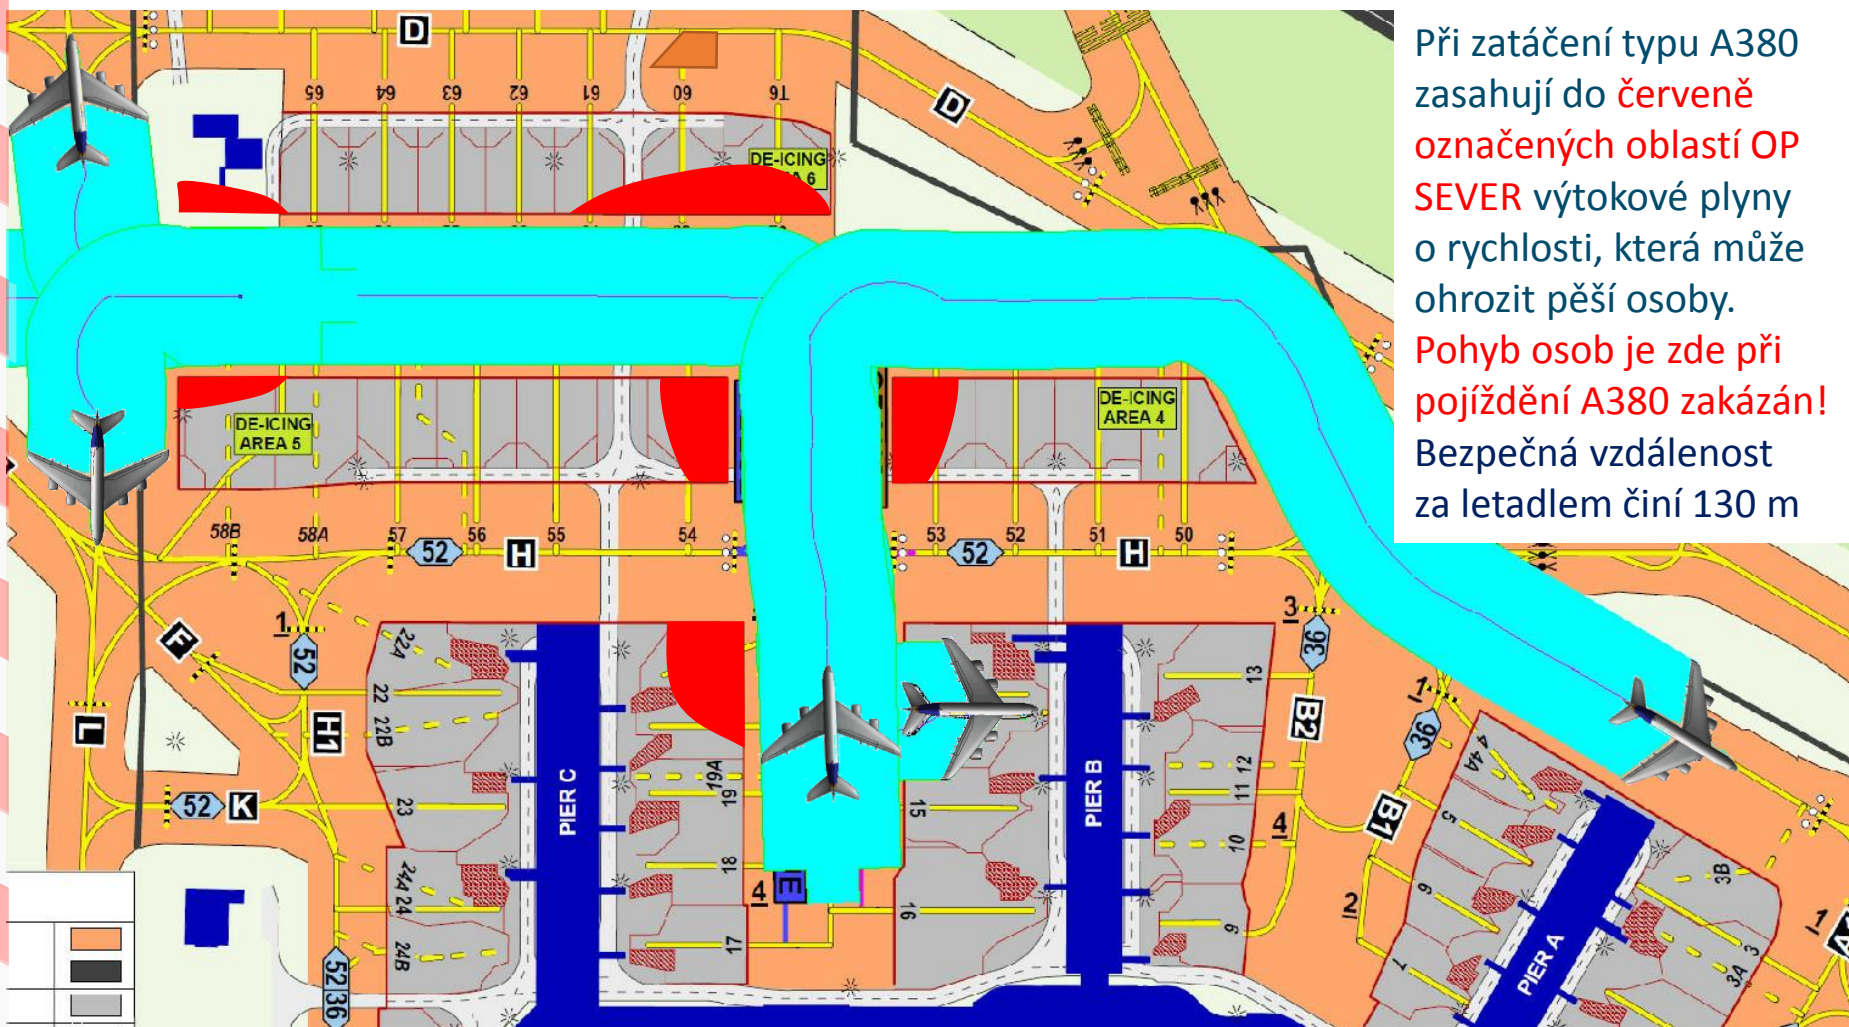 Při zatáčení typu A380
zasahují do červeně
označených oblastí OP
SEVER výtokové plyny
o rychlosti, která může
ohrozit pěší osoby.
Pohyb osob je zde při
pojíždění A380 zakázán!
Bezpečná vzdálenost
za letadlem činí 130 m
D
D
65 64 63 62 61 60 T6
DE-ICING
DE-ICING
AREA 5
DE-ICING
AREA 4
58B 58A 57 52 56 55 H 54
53 52 52 51 H 50
1
52
F
L
H1
52 K
22A
22
22B
23
24A 24
24B
52 36
PIER C
19A
19
18
17
4
E
15
16
PIER B
13
12
11
10
9
3
36
B2
4
1
36
B1
2
4 4A
5
6
7
PIER A
3B
3
3A
1